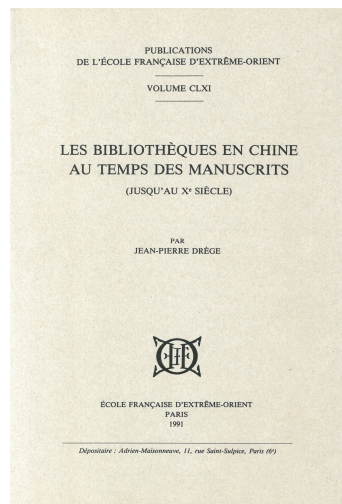 PUBLICATIONS
DE L'ÉCOLE FRANÇAISE D'EXTRÊME-ORIENT
VOLUME CLXI
LES BIBLIOTHÈQUES EN CHINE
AU TEMPS DES MANUSCRITS
(JUSQU'AU Xe SIÈCLE)
PAR
JEAN-PIERRE DRÈGE
ÉCOLE FRANÇAISE D'EXTRÊME-ORIENT
PARIS
1991
Dépositaire : Adrien-Maisonneuve, 11, rue Saint-Sulpice, Paris (6e)